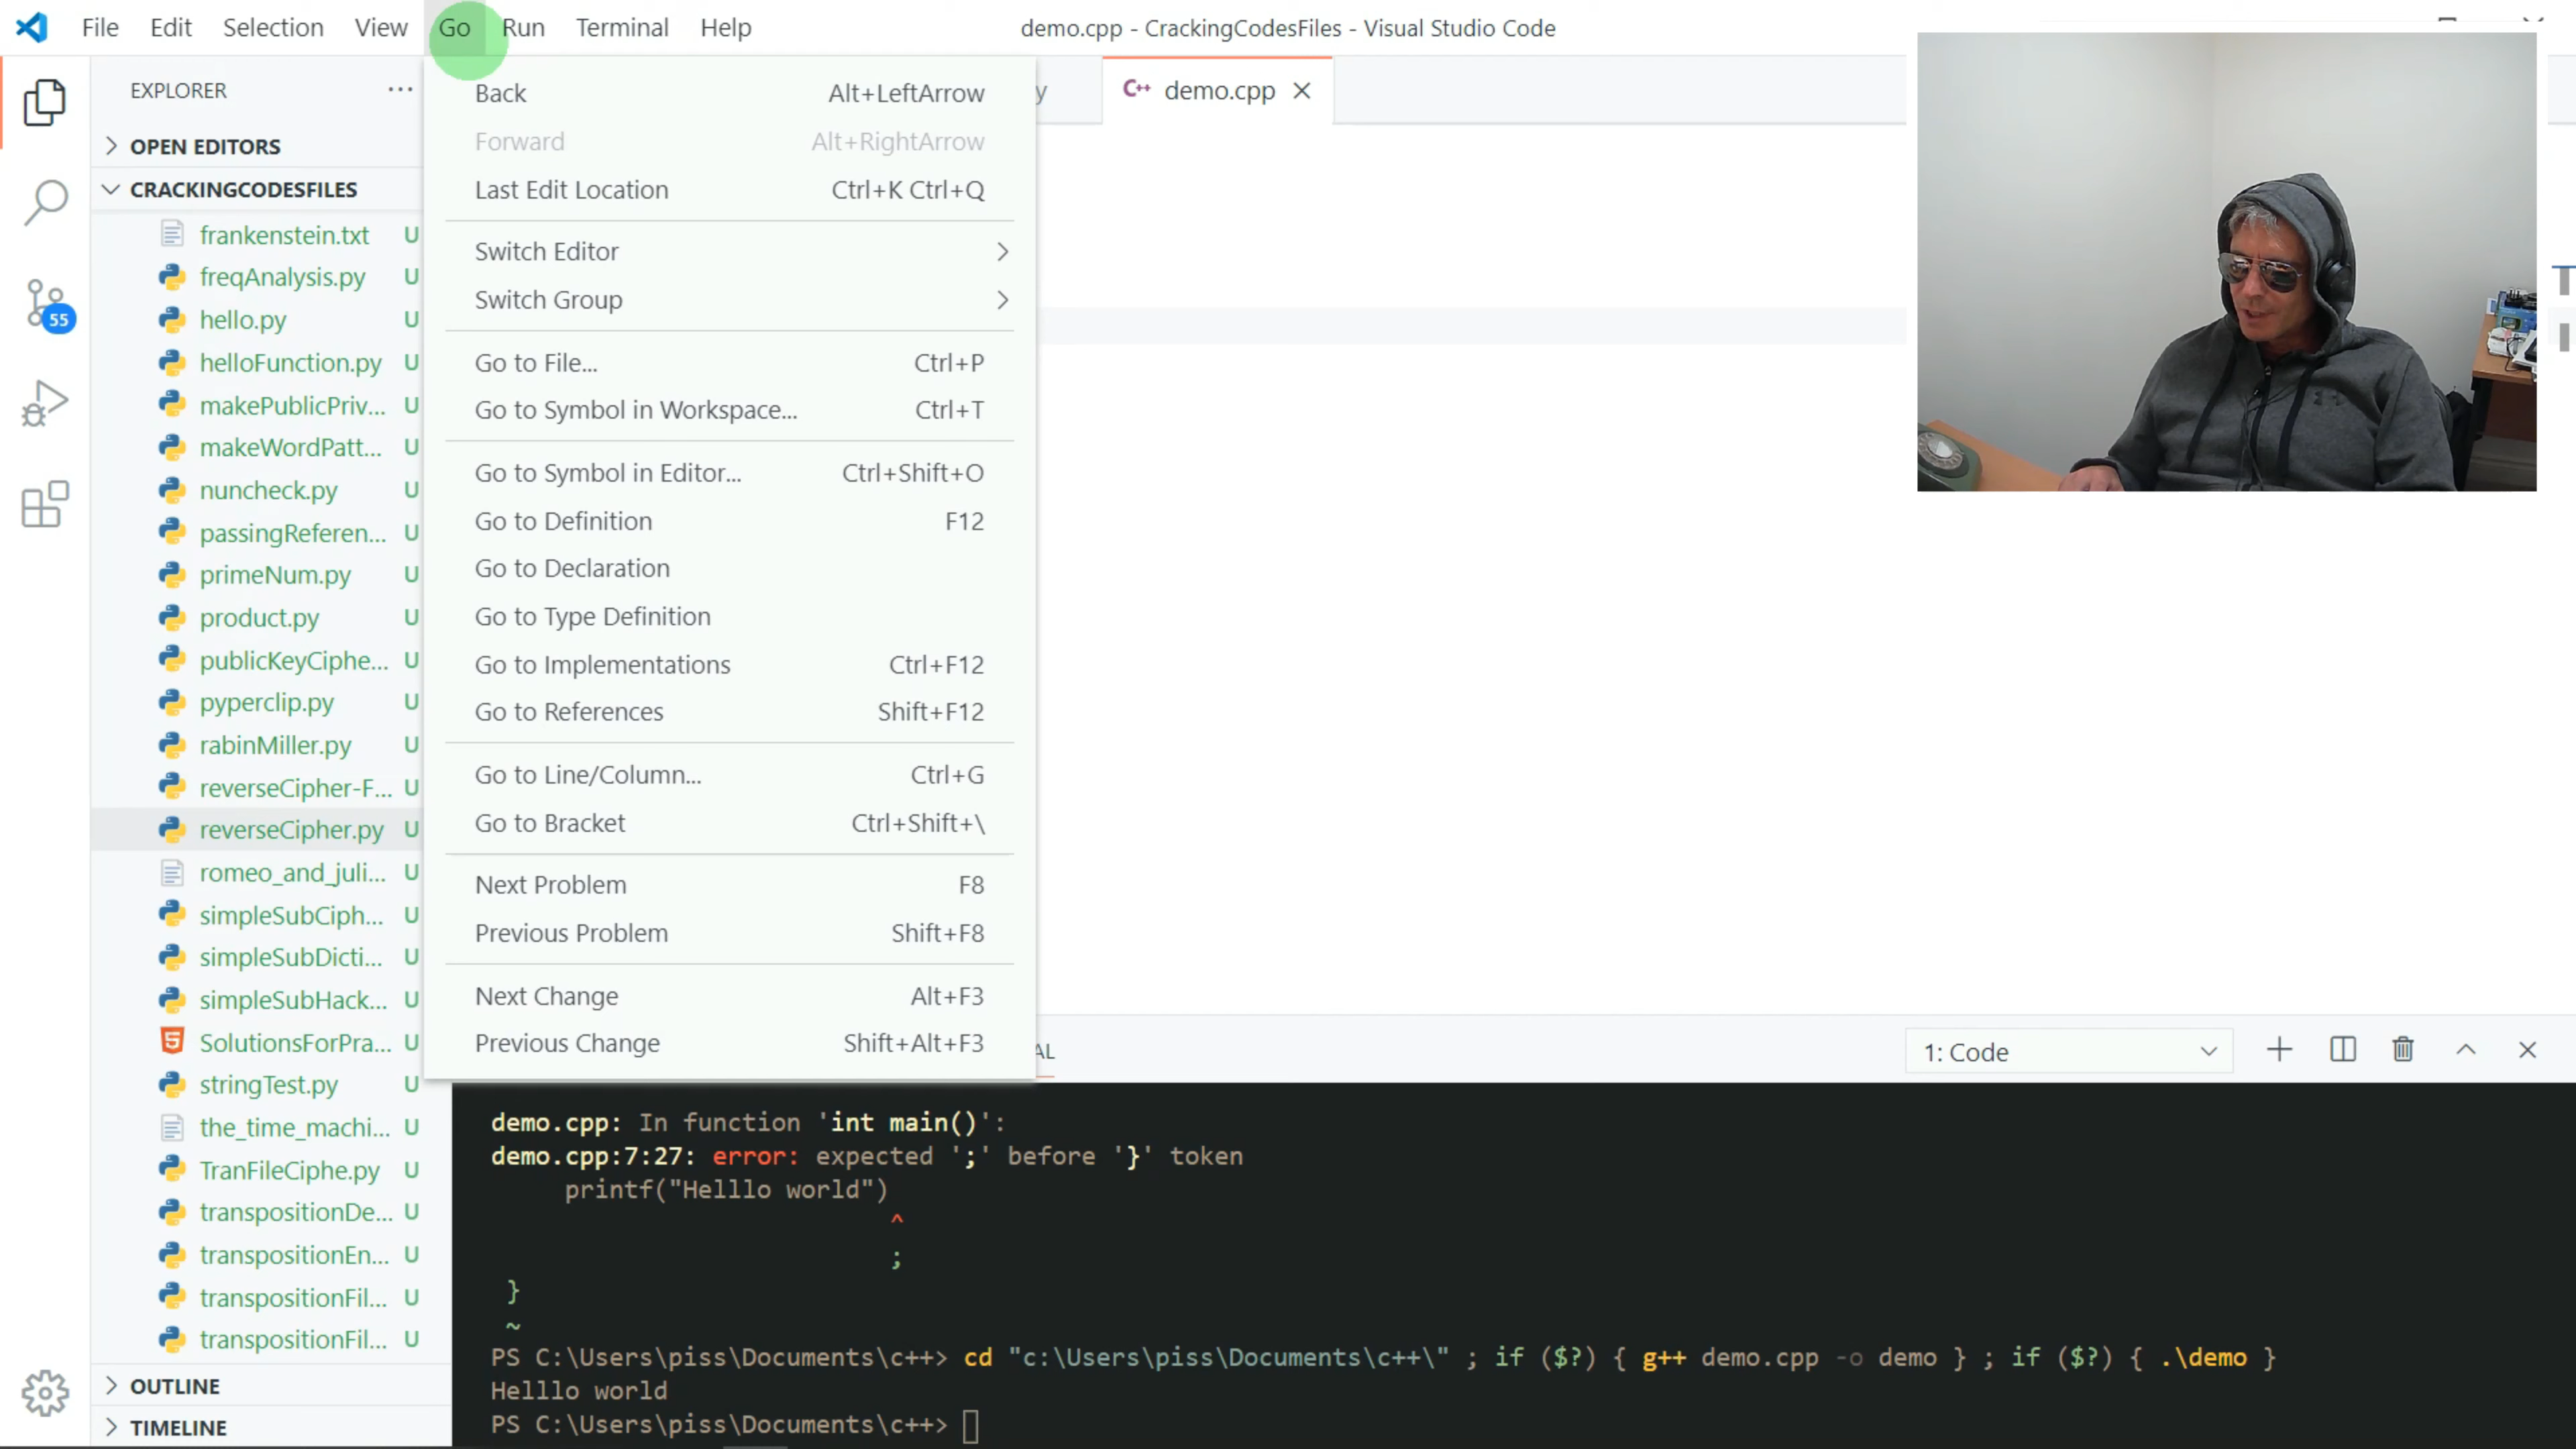 File Edit Selection View Go Run Terminal Help
demo.cpp - CrackingCodesFiles - Visual Studio Code
EXPLORER
OPEN EDITORS
CRACKINGCODESFILES
frankenstein.txt U
freqAnalysis.py U
hello.py U
helloFunction.py U
makePublicPriv... U
makeWordPatt... U
nuncheck.py U
passingReferen... U
primeNum.py U
product.py U
publicKeyCiphe... U
pyperclip.py U
rabinMiller.py U
reverseCipher-F... U
reverseCipher.py U
romeo_and_juli... U
simpleSubCiph... U
simpleSubDicti... U
simpleSubHack... U
SolutionsForPra... U
stringTest.py U
the_time_machi... U
TranFileCiphe.py U
transpositionDe... U
transpositionEn... U
transpositionFil... U
transpositionFil... U
OUTLINE
TIMELINE
55
Back Alt+LeftArrow
Forward Alt+RightArrow
Last Edit Location Ctrl+K Ctrl+Q
Switch Editor
Switch Group
Go to File... Ctrl+P
Go to Symbol in Workspace... Ctrl+T
Go to Symbol in Editor... Ctrl+Shift+O
Go to Definition F12
Go to Declaration
Go to Type Definition
Go to Implementations Ctrl+F12
Go to References Shift+F12
Go to Line/Column... Ctrl+G
Go to Bracket Ctrl+Shift+\
Next Problem F8
Previous Problem Shift+F8
Next Change Alt+F3
Previous Change Shift+Alt+F3
y
C++ demo.cpp
AL
1: Code
demo.cpp: In function 'int main()':
demo.cpp:7:27: error: expected ';' before '}' token
printf("Helllo world")
^
;
}
~
PS C:\Users\piss\Documents\c++> cd "c:\Users\piss\Documents\c++\" ; if ($?) { g++ demo.cpp -o demo } ; if ($?) { .\demo }
Helllo world
PS C:\Users\piss\Documents\c++>